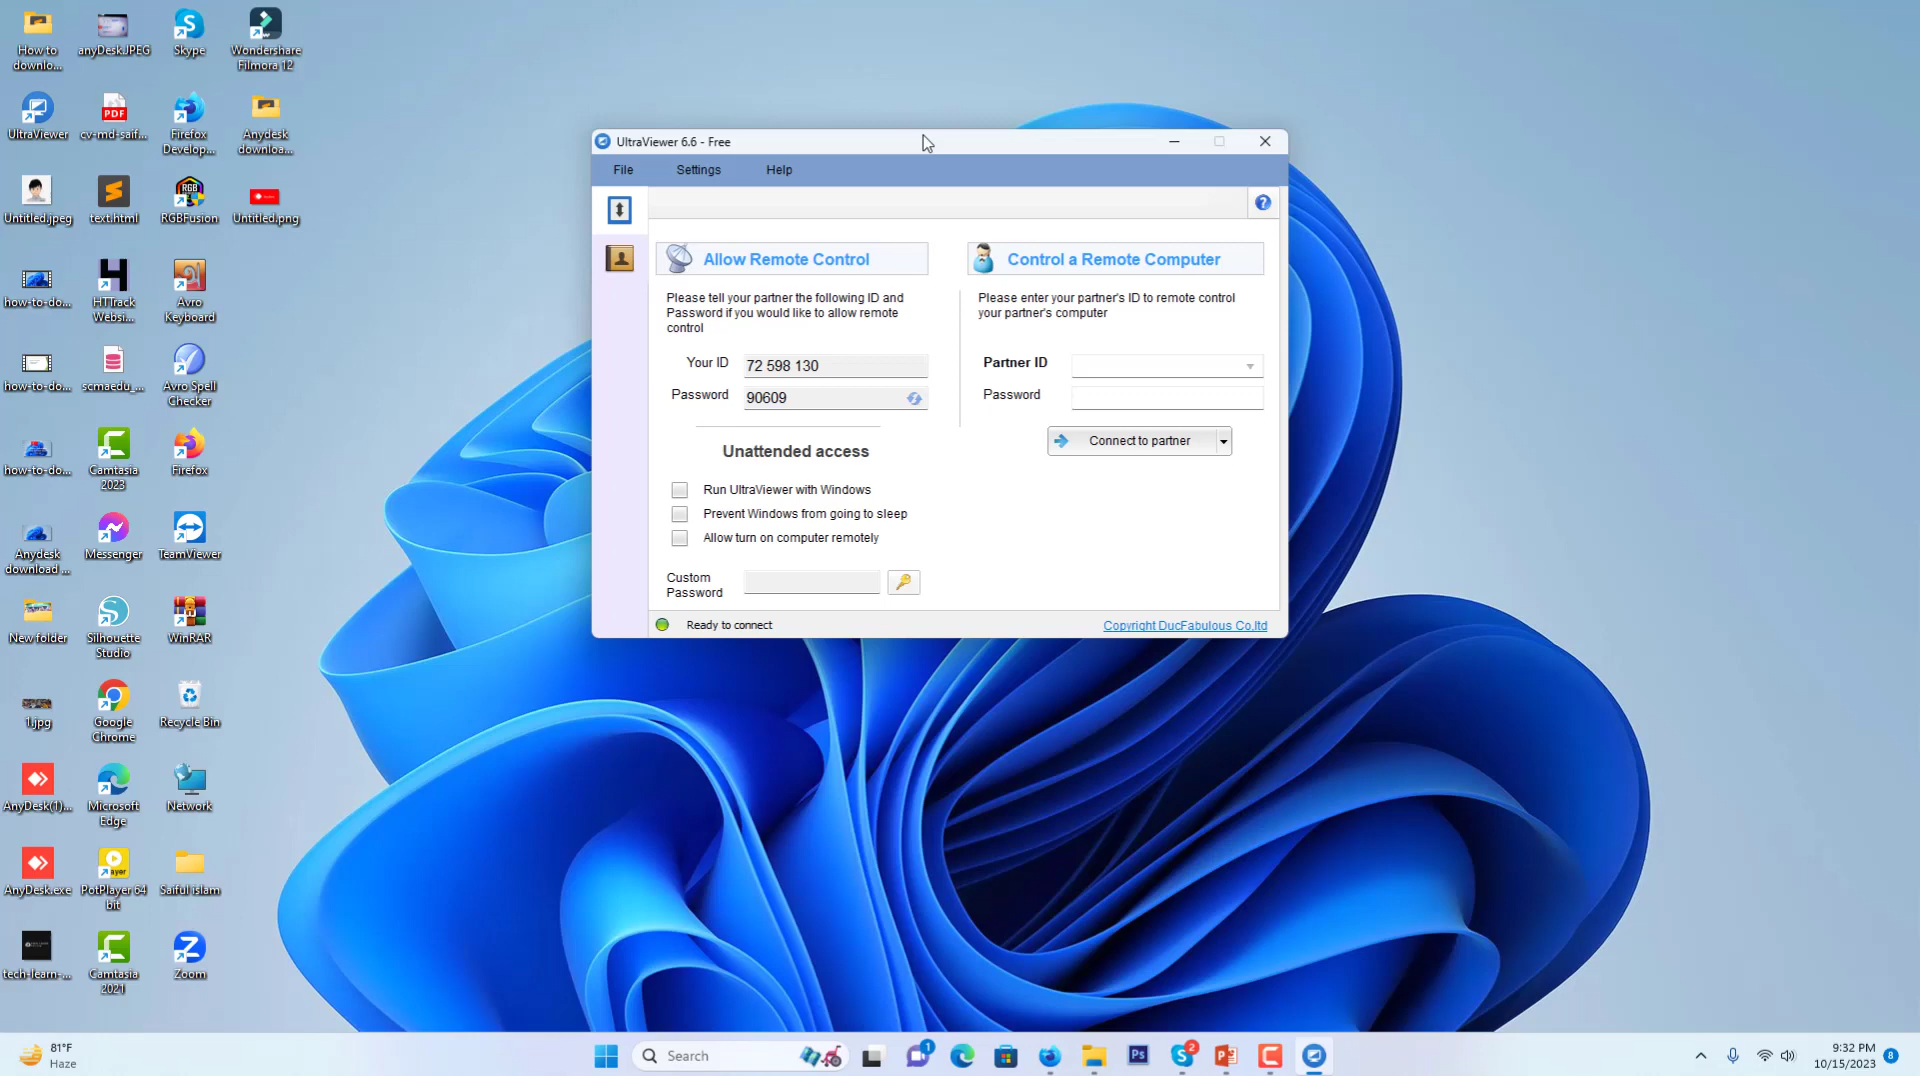 How to
downlo...
anyDesk.JPEG
Skype
Wondershare
Filmora 12
UltraViewer
cv-md-saif...
PDF
Firefox
Develop...
Anydesk
downloa...
Untitled.jpeg
text.html
RGB
RGBFusion
Untitled.png
how-to-do...
HTTrack
Websi...
Avro
Keyboard
how-to-do...
scmaedu_...
Avro Spell
Checker
how-to-do...
Camtasia
2023
Firefox
Anydesk
download ...
Messenger
TeamViewer
New folder
Silhouette
Studio
WinRAR
1.jpg
Google
Chrome
Recycle Bin
AnyDesk(1)...
Microsoft
Edge
Network
AnyDesk.exe
PotPlayer 64
bit
Saiful islam
tech-learn-...
Camtasia
2021
Zoom
UltraViewer 6.6 - Free
File Settings Help
Allow Remote Control
Please tell your partner the following ID and
Password if you would like to allow remote
control
Your ID 72 598 130
Password 90609
Unattended access
Run UltraViewer with Windows
Prevent Windows from going to sleep
Allow turn on computer remotely
Custom
Password
Control a Remote Computer
Please enter your partner's ID to remote control
your partner's computer
Partner ID
Password
Connect to partner
Ready to connect
Copyright DucFabulous Co,ltd
81°F
Haze
Search
1
Ps
2
9:32 PM
10/15/2023
8